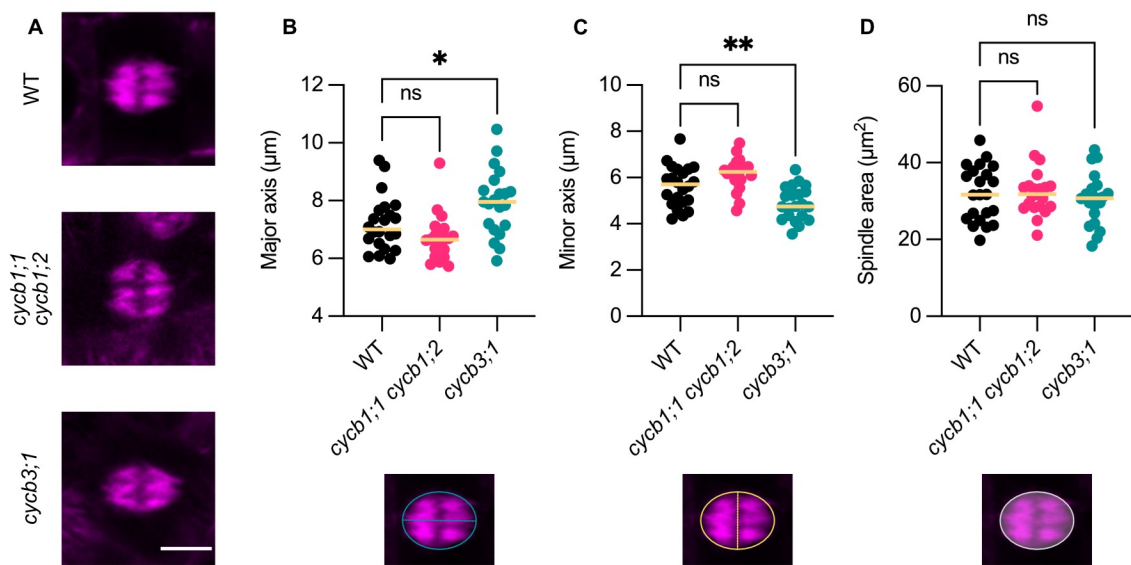 A
WT
cycb1;1
cycb1;2
cycb3;1
B
*
ns
Major axis (µm)
12
10
8
6
4
WT
cycb1;1 cycb1;2
cycb3;1
C
**
ns
Minor axis (µm)
10
8
6
4
2
0
WT
cycb1;1 cycb1;2
cycb3;1
D
ns
ns
Spindle area (µm²)
60
40
20
0
WT
cycb1;1 cycb1;2
cycb3;1